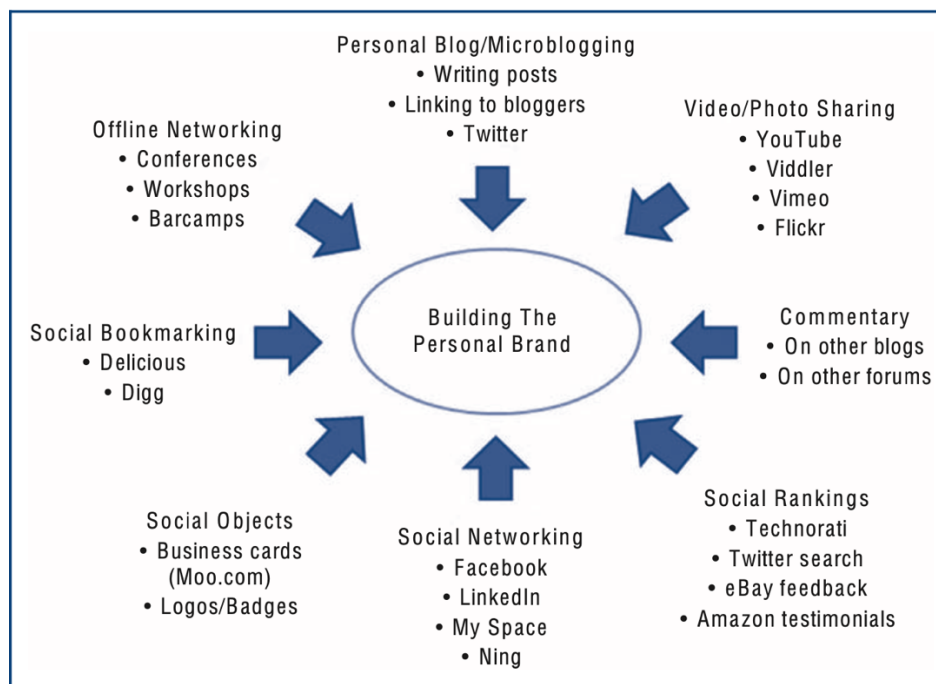 Personal Blog/Microblogging
• Writing posts
• Linking to bloggers
• Twitter
Video/Photo Sharing
• YouTube
• Viddler
• Vimeo
• Flickr
Offline Networking
• Conferences
• Workshops
• Barcamps
Building The
Personal Brand
Social Bookmarking
• Delicious
• Digg
Commentary
• On other blogs
• On other forums
Social Objects
• Business cards
(Moo.com)
• Logos/Badges
Social Networking
• Facebook
• LinkedIn
• My Space
• Ning
Social Rankings
• Technorati
• Twitter search
• eBay feedback
• Amazon testimonials